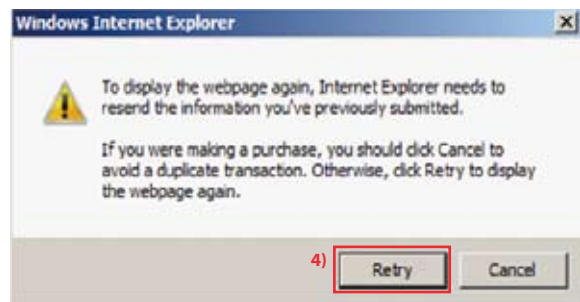 Windows Internet Explorer
To display the webpage again, Internet Explorer needs to
resend the information you've previously submitted.
If you were making a purchase, you should click Cancel to
avoid a duplicate transaction. Otherwise, click Retry to display
the webpage again.
4) Retry Cancel